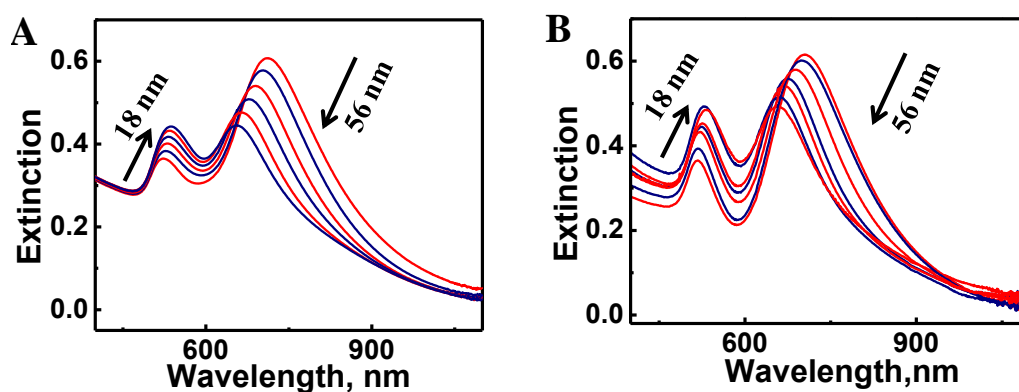 A
Extinction
0.6
0.4
0.2
0.0
18 nm
56 nm
600
900
Wavelength, nm
B
Extinction
0.6
0.4
0.2
0.0
18 nm
56 nm
600
900
Wavelength,nm